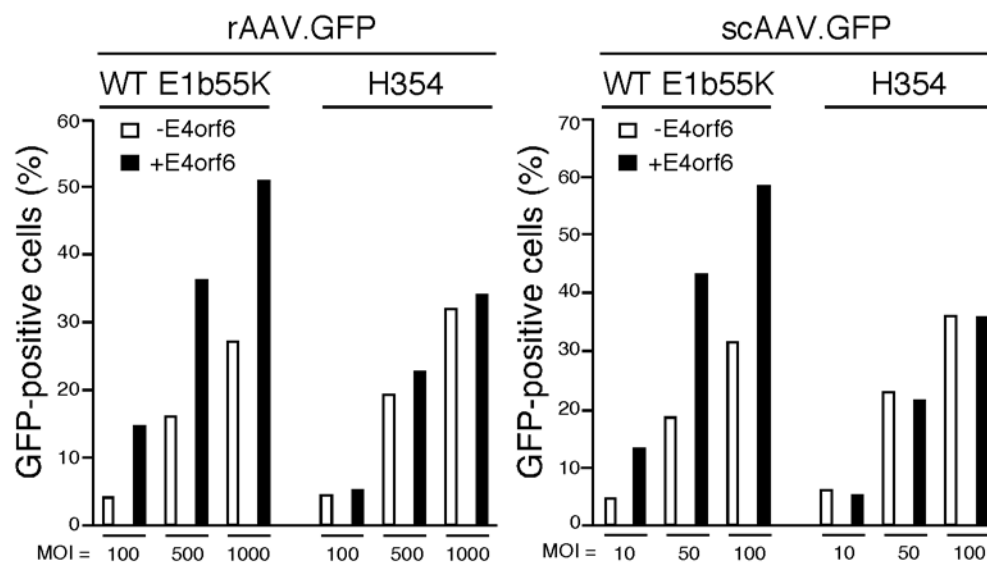 rAAV.GFP
WT E1b55K H354
GFP-positive cells (%)
60
50
40
30
20
10
0
-E4orf6
+E4orf6
MOI = 100 500 1000 100 500 1000
scAAV.GFP
WT E1b55K H354
GFP-positive cells (%)
70
60
50
40
30
20
10
0
-E4orf6
+E4orf6
MOI = 10 50 100 10 50 100